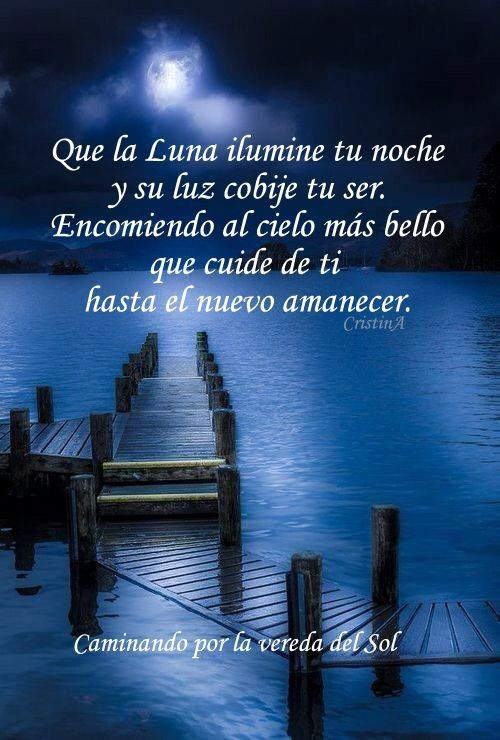 Que la Luna ilumine tu noche
y su luz cobije tu ser.
Encomiendo al cielo más bello
que cuide de ti
hasta el nuevo amanecer.
CristinA
Caminando por la vereda del Sol